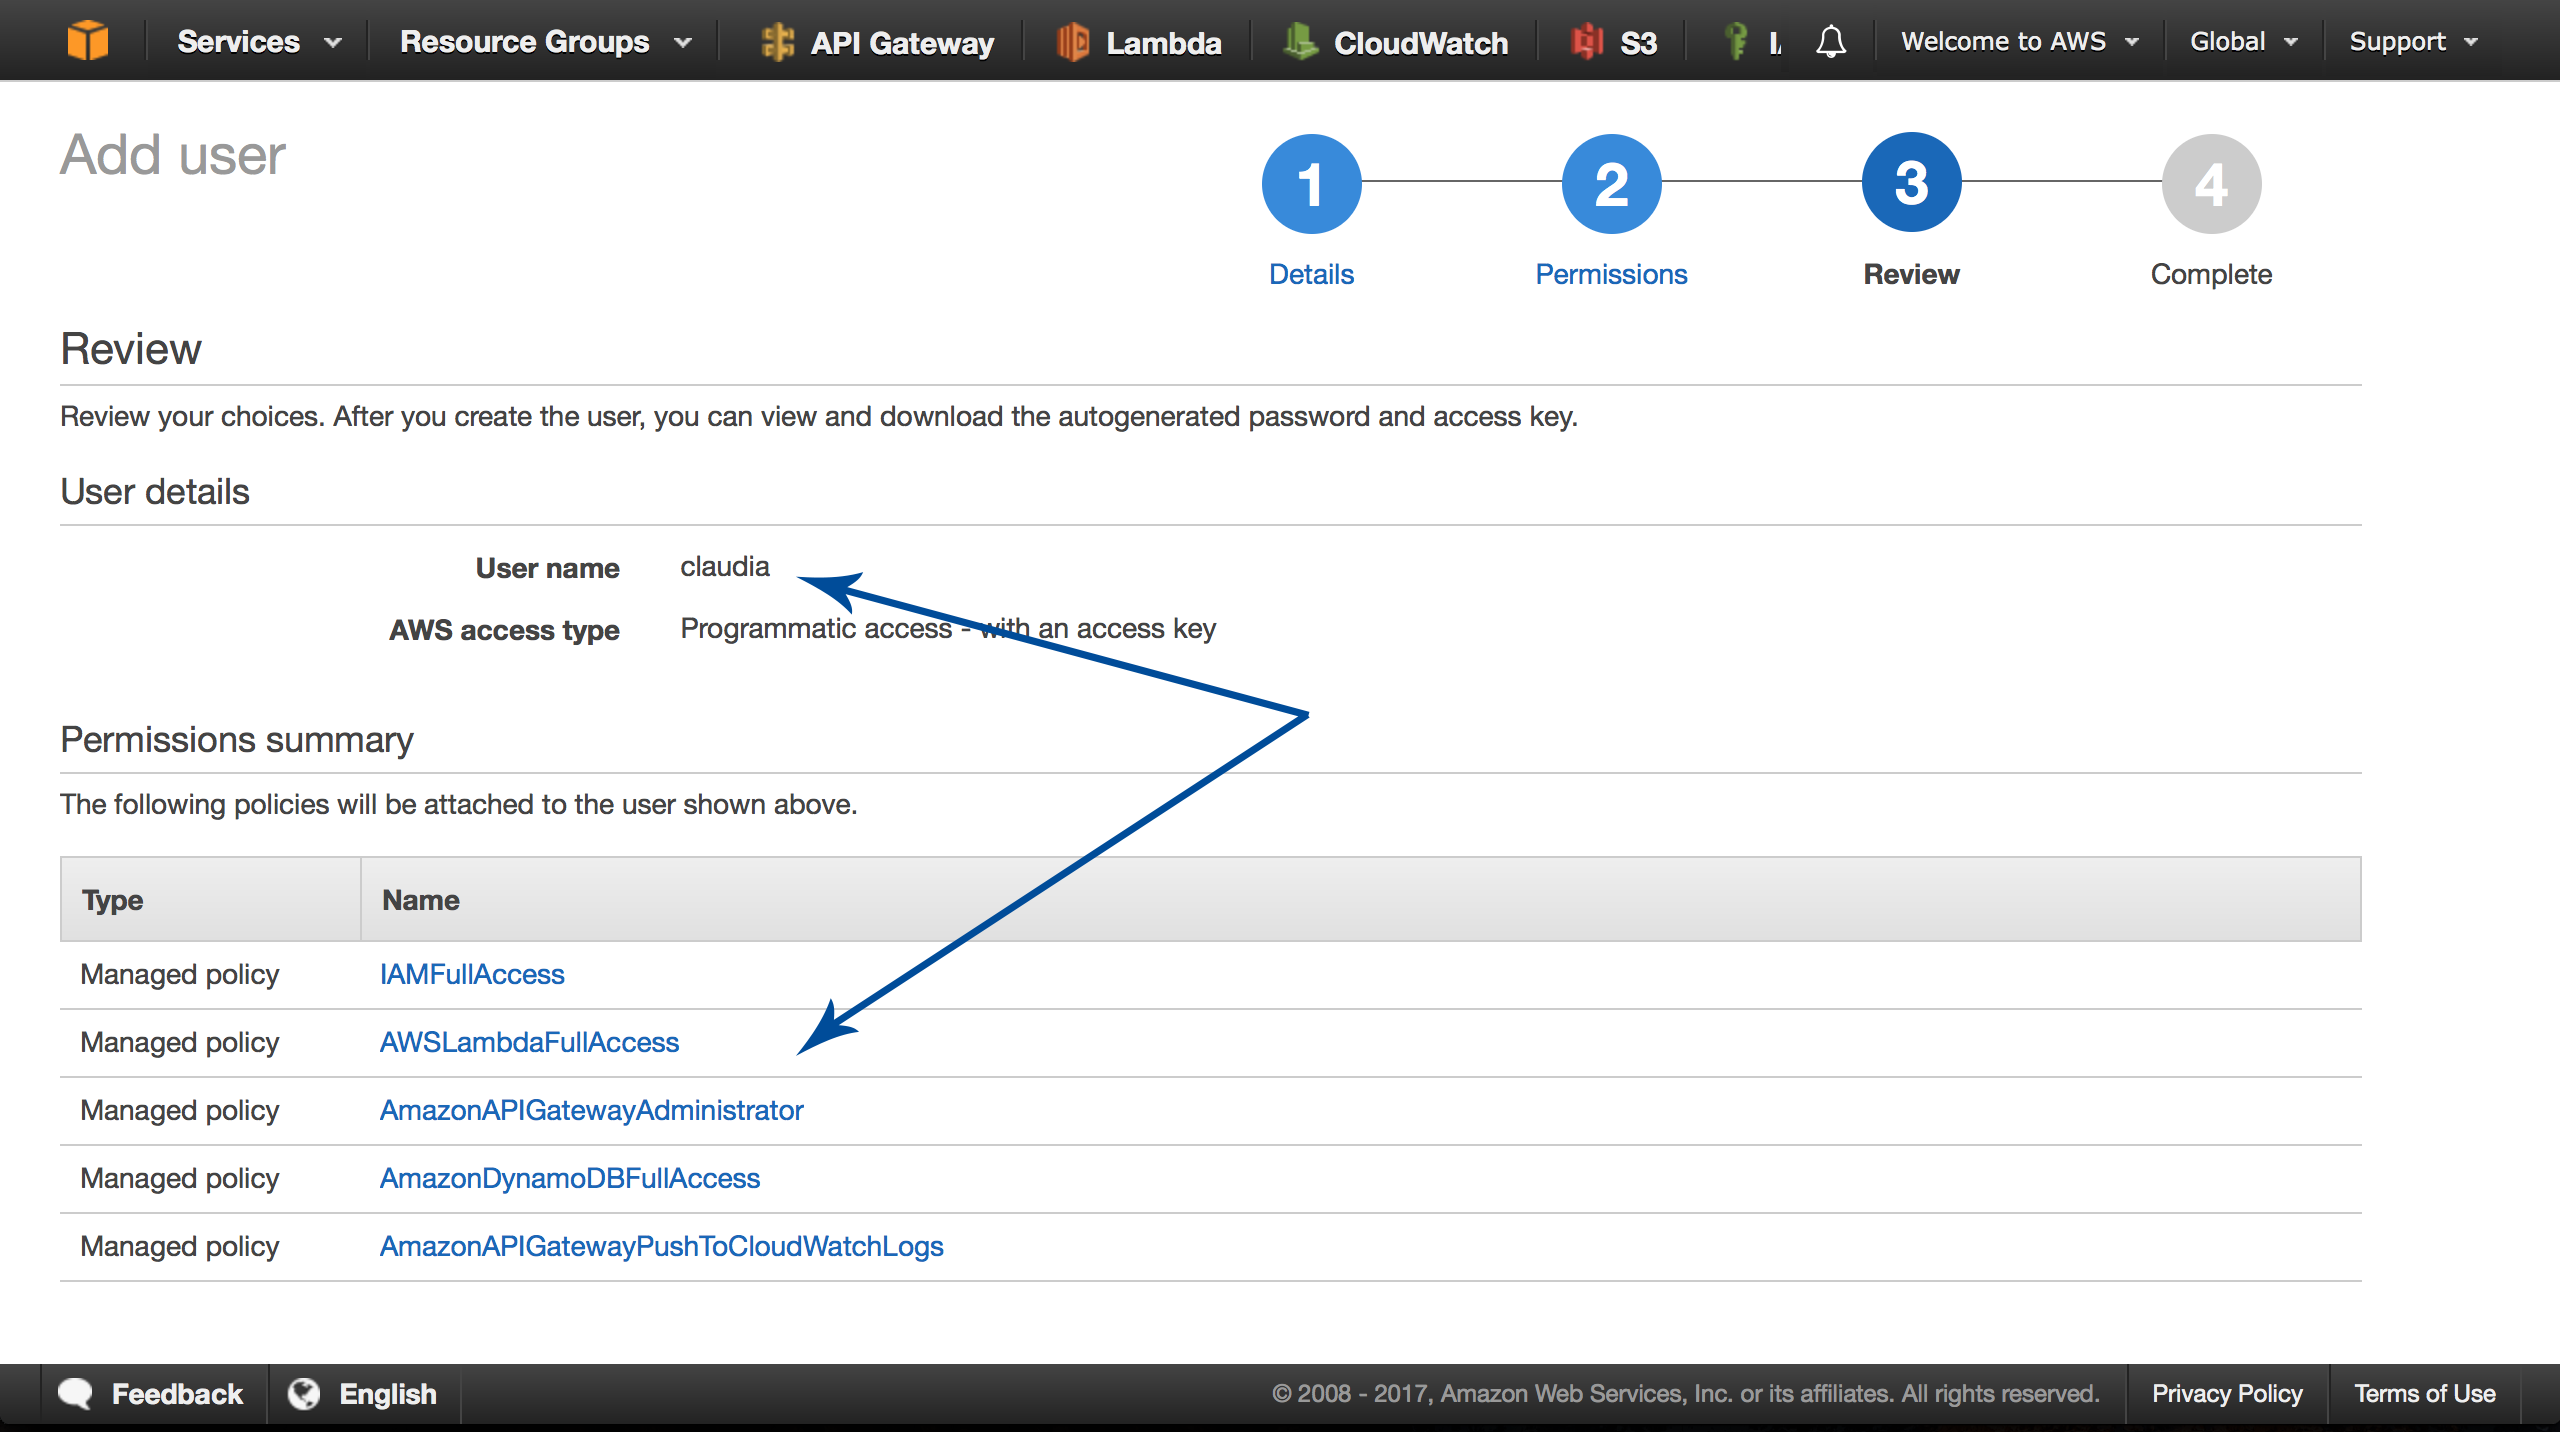 Services Resource Groups API Gateway Lambda CloudWatch S3 Welcome to AWS Global Support
Add user
1 2 3 4
Details Permissions Review Complete
Review
Review your choices. After you create the user, you can view and download the autogenerated password and access key.
User details
User name claudia
AWS access type Programmatic access - with an access key
Permissions summary
The following policies will be attached to the user shown above.
Type Name
Managed policy IAMFullAccess
Managed policy AWSLambdaFullAccess
Managed policy AmazonAPIGatewayAdministrator
Managed policy AmazonDynamoDBFullAccess
Managed policy AmazonAPIGatewayPushToCloudWatchLogs
Feedback English © 2008 - 2017, Amazon Web Services, Inc. or its affiliates. All rights reserved. Privacy Policy Terms of Use